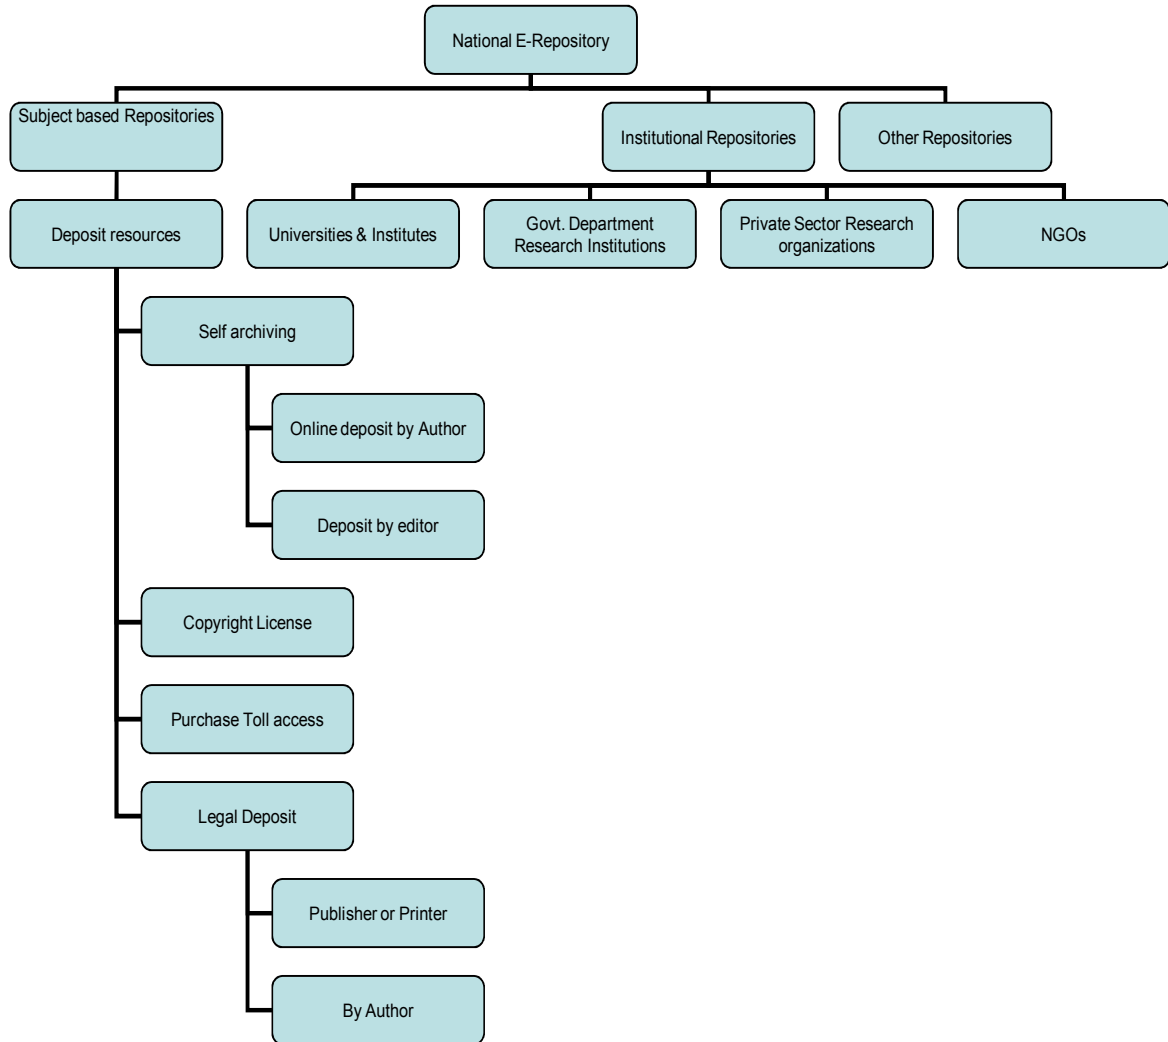 National E-Repository
Subject based Repositories
Institutional Repositories
Other Repositories
Deposit resources
Universities & Institutes
Govt. Department
Research Institutions
Private Sector Research
organizations
NGOs
Self archiving
Online deposit by Author
Deposit by editor
Copyright License
Purchase Toll access
Legal Deposit
Publisher or Printer
By Author